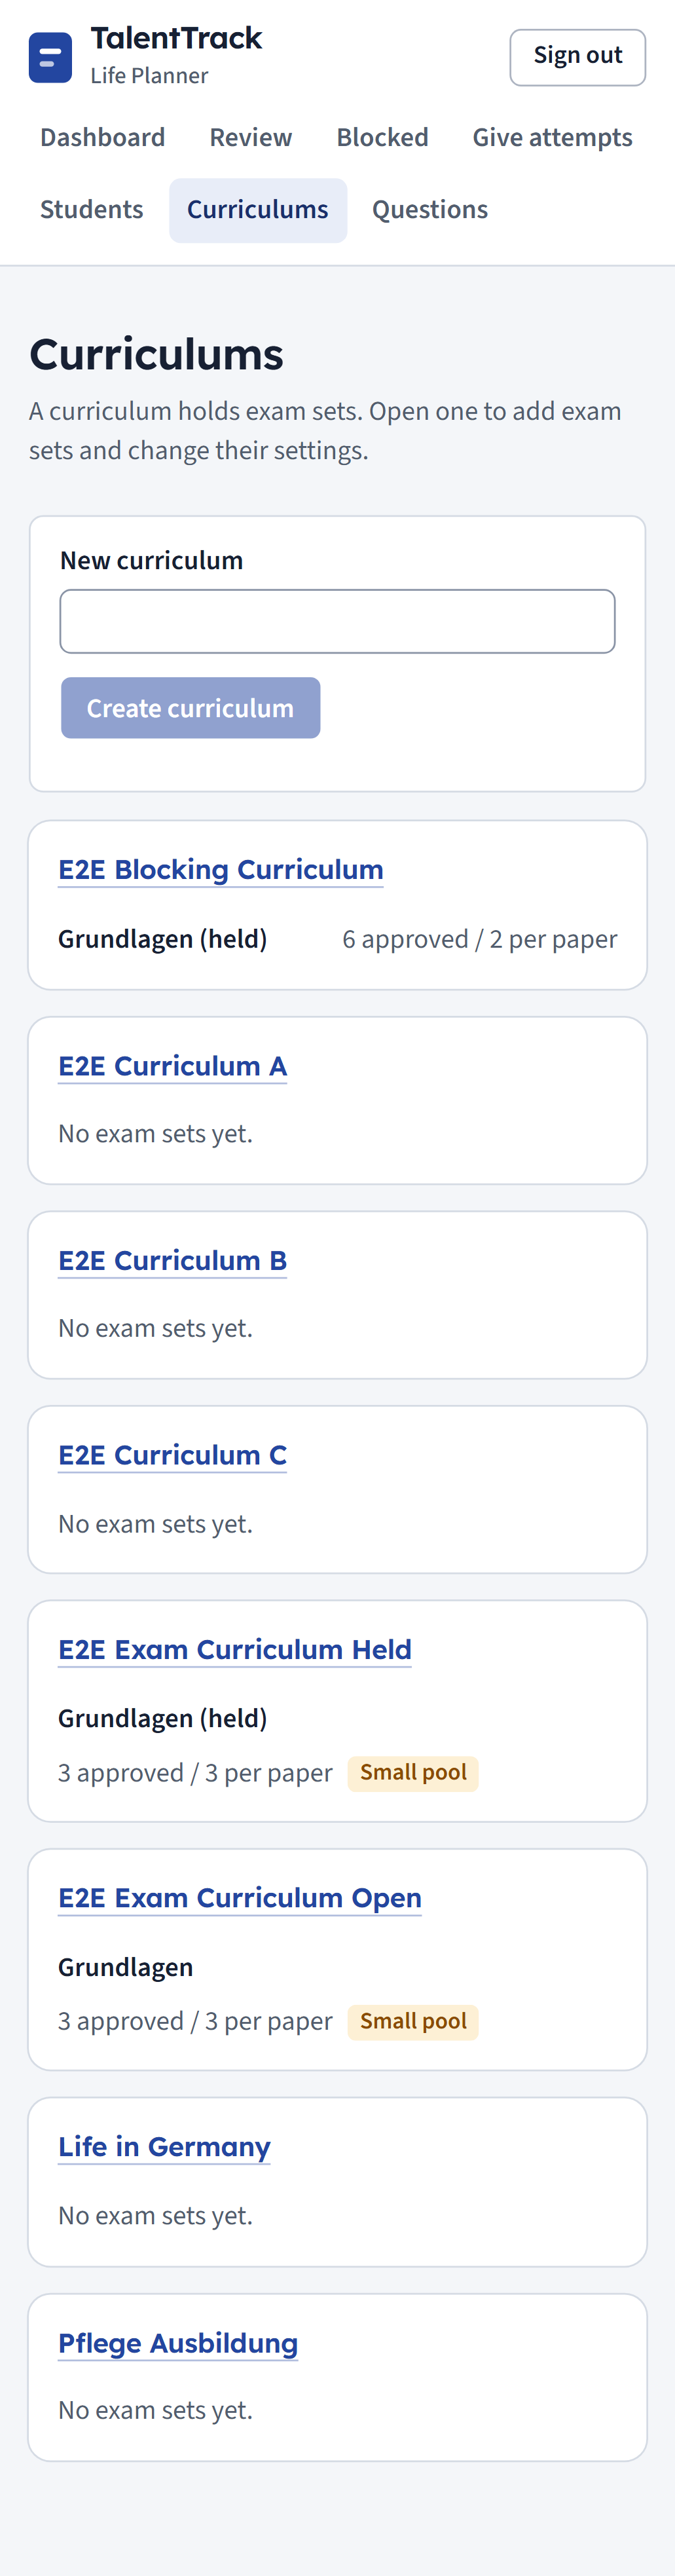 TalentTrack
Life Planner
Sign out
Dashboard Review Blocked Give attempts
Students Curriculums Questions
Curriculums
A curriculum holds exam sets. Open one to add exam
sets and change their settings.
New curriculum
Create curriculum
E2E Blocking Curriculum
Grundlagen (held) 6 approved / 2 per paper
E2E Curriculum A
No exam sets yet.
E2E Curriculum B
No exam sets yet.
E2E Curriculum C
No exam sets yet.
E2E Exam Curriculum Held
Grundlagen (held)
3 approved / 3 per paper Small pool
E2E Exam Curriculum Open
Grundlagen
3 approved / 3 per paper Small pool
Life in Germany
No exam sets yet.
Pflege Ausbildung
No exam sets yet.